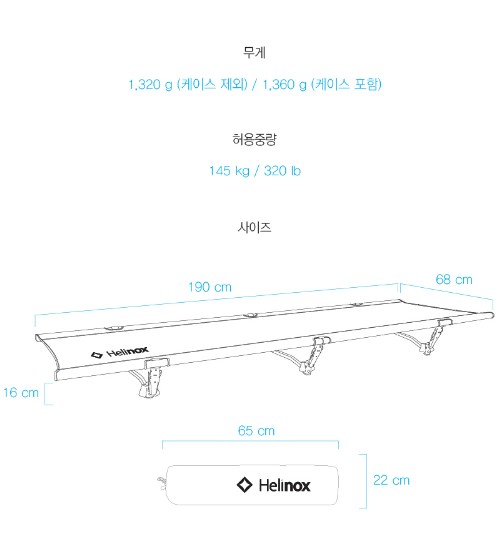 무게
1,320 g (케이스 제외) / 1,360 g (케이스 포함)
허용중량
145 kg / 320 lb
사이즈
190 cm
68 cm
Helinox
16 cm
65 cm
Helinox
22 cm